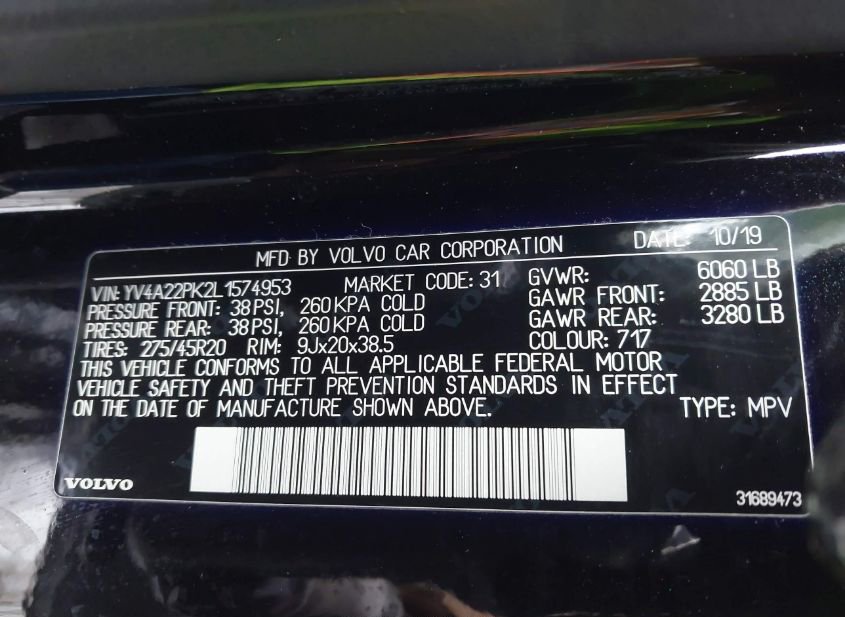 MFD BY VOLVO CAR CORPORATION DATE: 10/19
VIN: YV4A22PK2L1574953 MARKET CODE: 31 GVWR: 6060 LB
PRESSURE FRONT: 38 PSI, 260 KPA COLD GAWR FRONT: 2885 LB
PRESSURE REAR: 38 PSI, 260 KPA COLD GAWR REAR: 3280 LB
TIRES: 275/45R20 RIM: 9Jx20x38.5 COLOUR: 717
THIS VEHICLE CONFORMS TO ALL APPLICABLE FEDERAL MOTOR
VEHICLE SAFETY AND THEFT PREVENTION STANDARDS IN EFFECT
ON THE DATE OF MANUFACTURE SHOWN ABOVE. TYPE: MPV
VOLVO 31689473